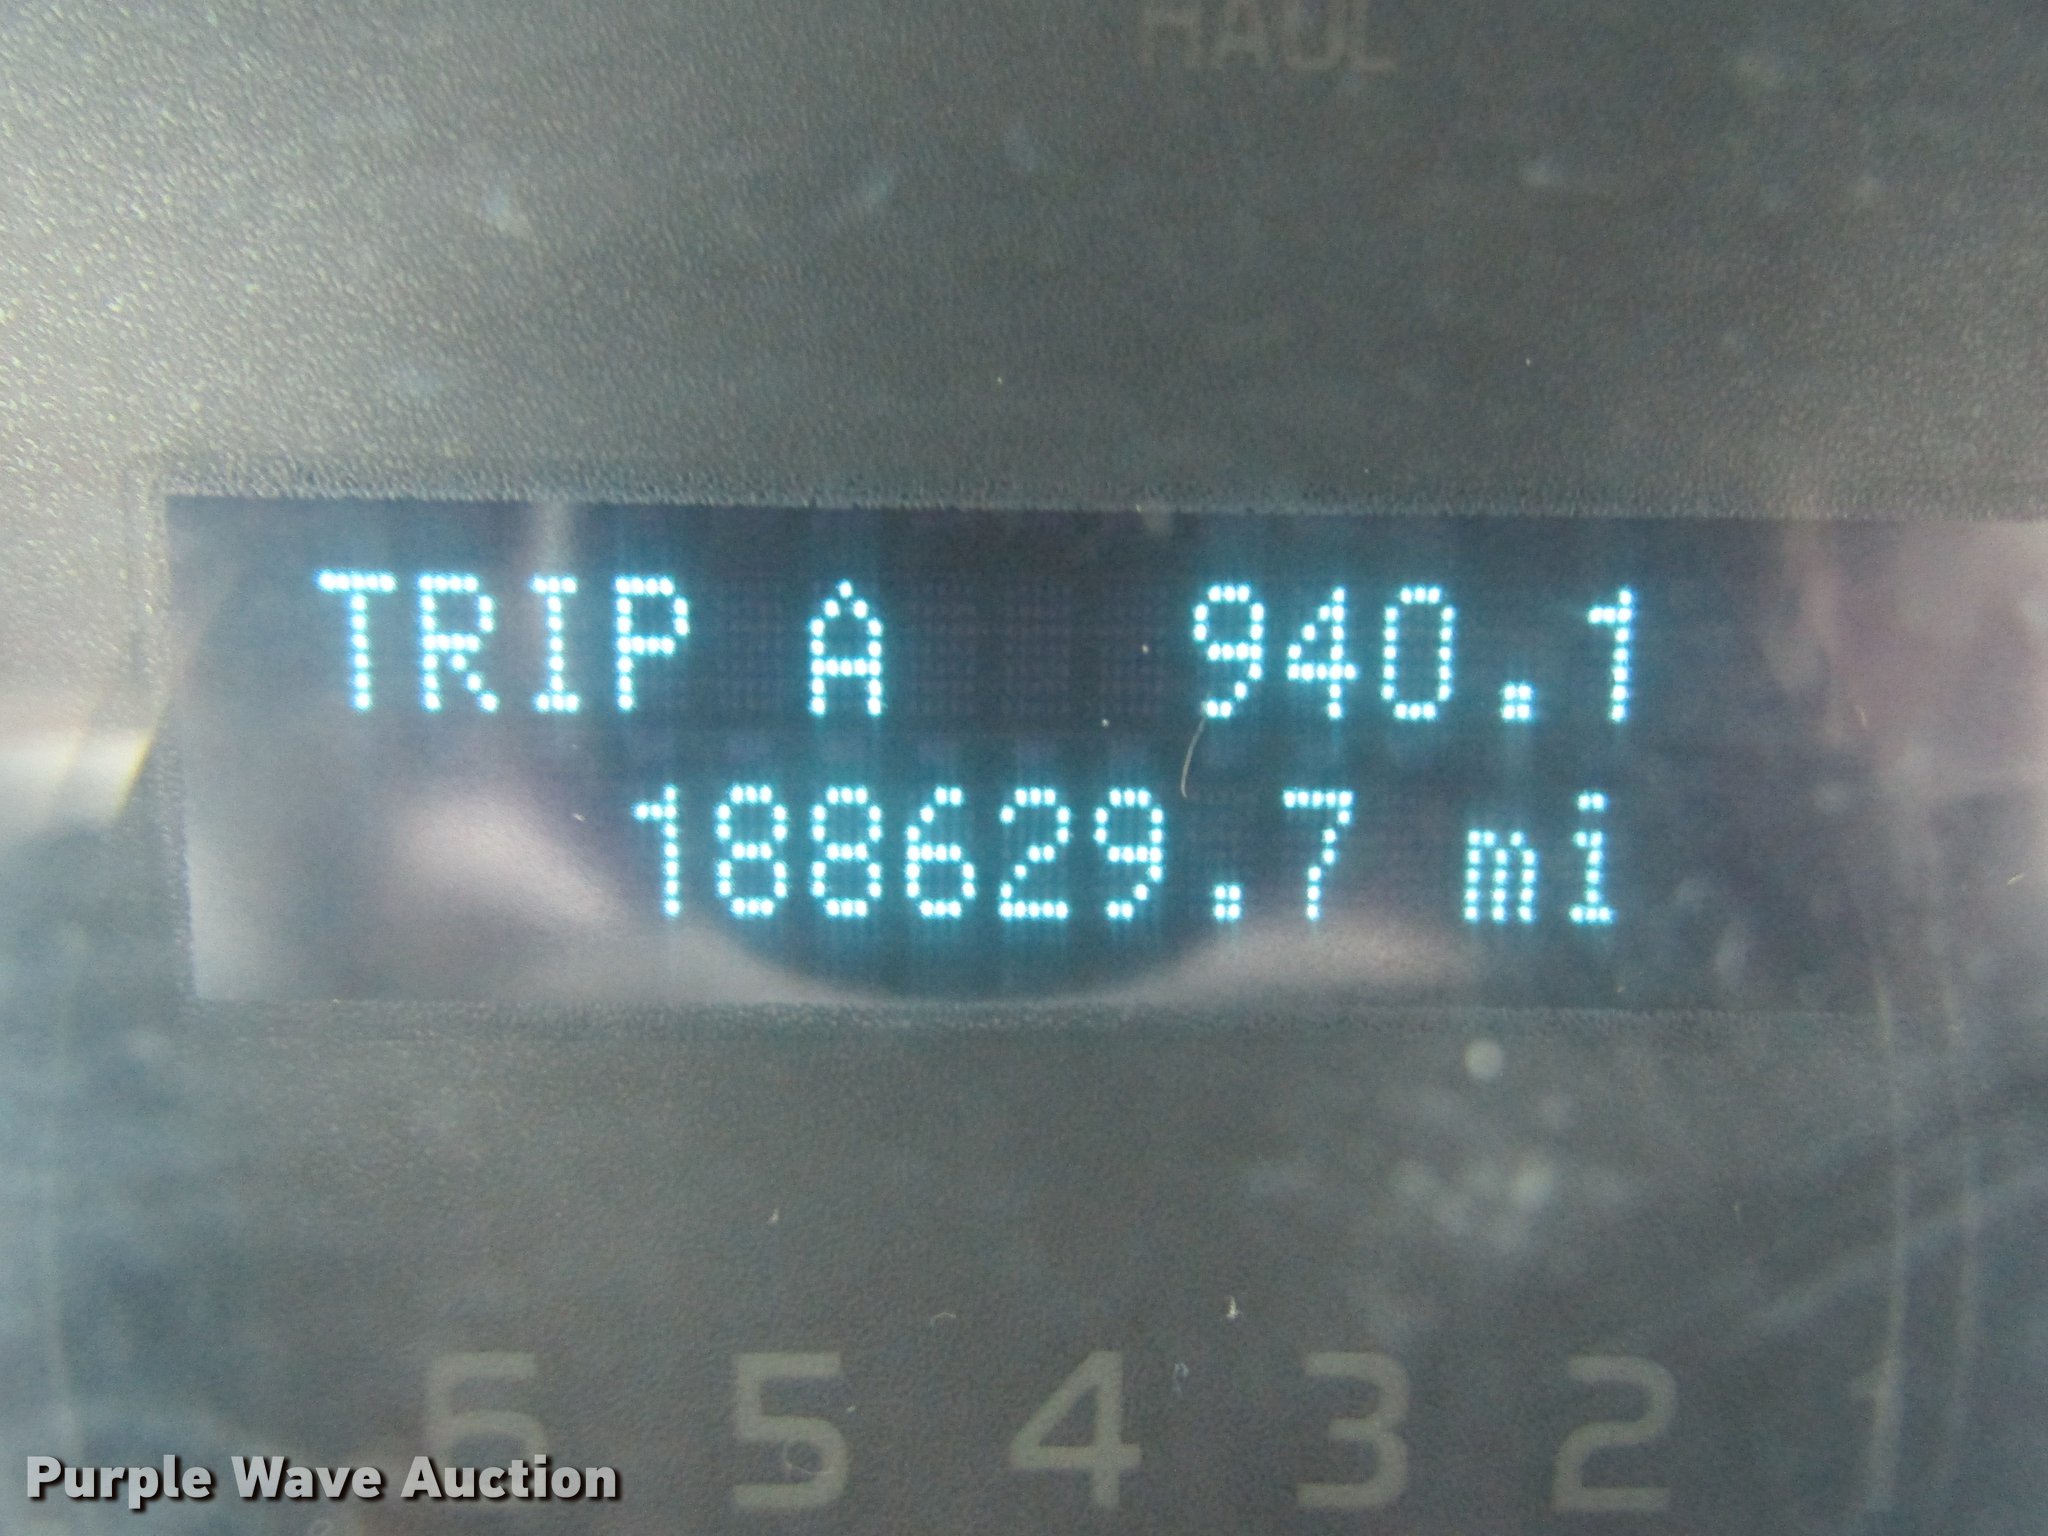 HAUL
TRIP A 940.1
188629.7 mi
6 5 4 3 2 1
Purple Wave Auction